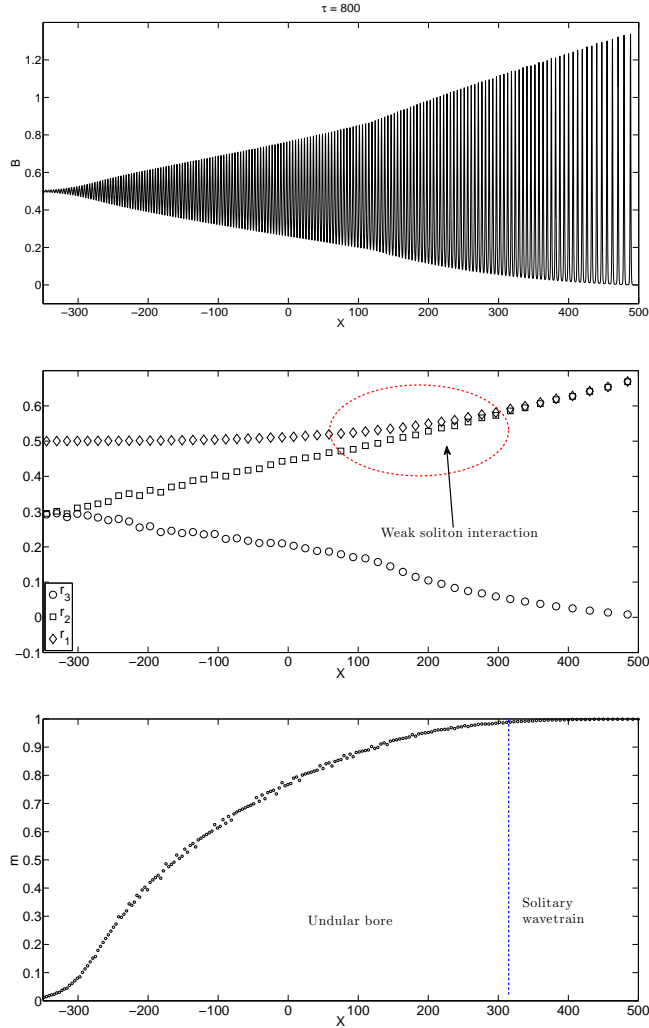 τ = 800
1.2
1
0.8
0.6
0.4
0.2
0
B
−300 −200 −100 0 100 200 300 400 500
X
0.6
0.5
0.4
0.3
0.2
0.1
0
−0.1
Weak soliton interaction
r3
r2
r1
−300 −200 −100 0 100 200 300 400 500
X
1
0.9
0.8
0.7
0.6
0.5
0.4
0.3
0.2
0.1
0
m
Undular bore
Solitary
wavetrain
−300 −200 −100 0 100 200 300 400 500
X